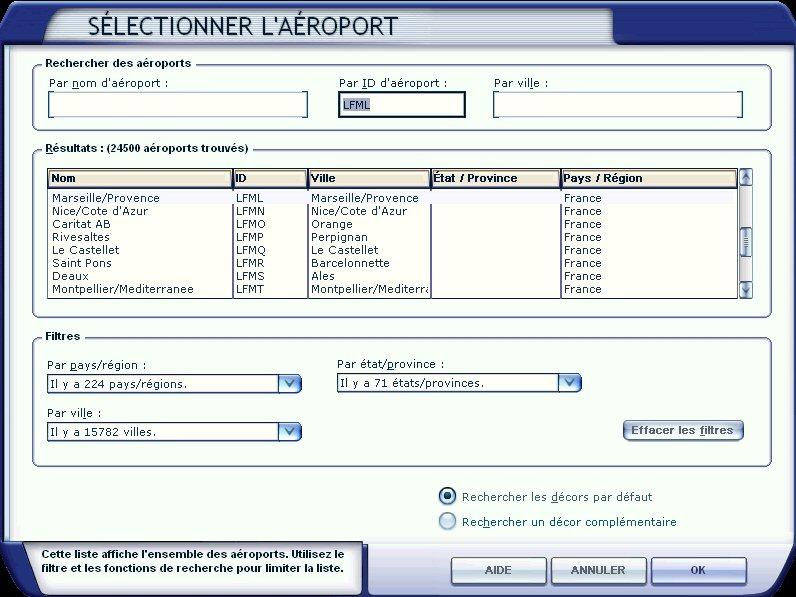 SÉLECTIONNER L'AÉROPORT
Rechercher des aéroports
Par nom d'aéroport : Par ID d'aéroport : Par ville :
LFML
Résultats : (24500 aéroports trouvés)
Nom ID Ville État / Province Pays / Région
Marseille/Provence LFML Marseille/Provence France
Nice/Cote d'Azur LFMN Nice/Cote d'Azur France
Caritat AB LFMO Orange France
Rivesaltes LFMP Perpignan France
Le Castellet LFMQ Le Castellet France
Saint Pons LFMR Barcelonnette France
Deaux LFMS Ales France
Montpellier/Mediterranee LFMT Montpellier/Mediterra France
Filtres
Par pays/région : Par état/province :
Il y a 224 pays/régions. Il y a 71 états/provinces.
Par ville :
Il y a 15782 villes. Effacer les filtres
Rechercher les décors par défaut
Rechercher un décor complémentaire
Cette liste affiche l'ensemble des aéroports. Utilisez le
filtre et les fonctions de recherche pour limiter la liste.
AIDE ANNULER OK